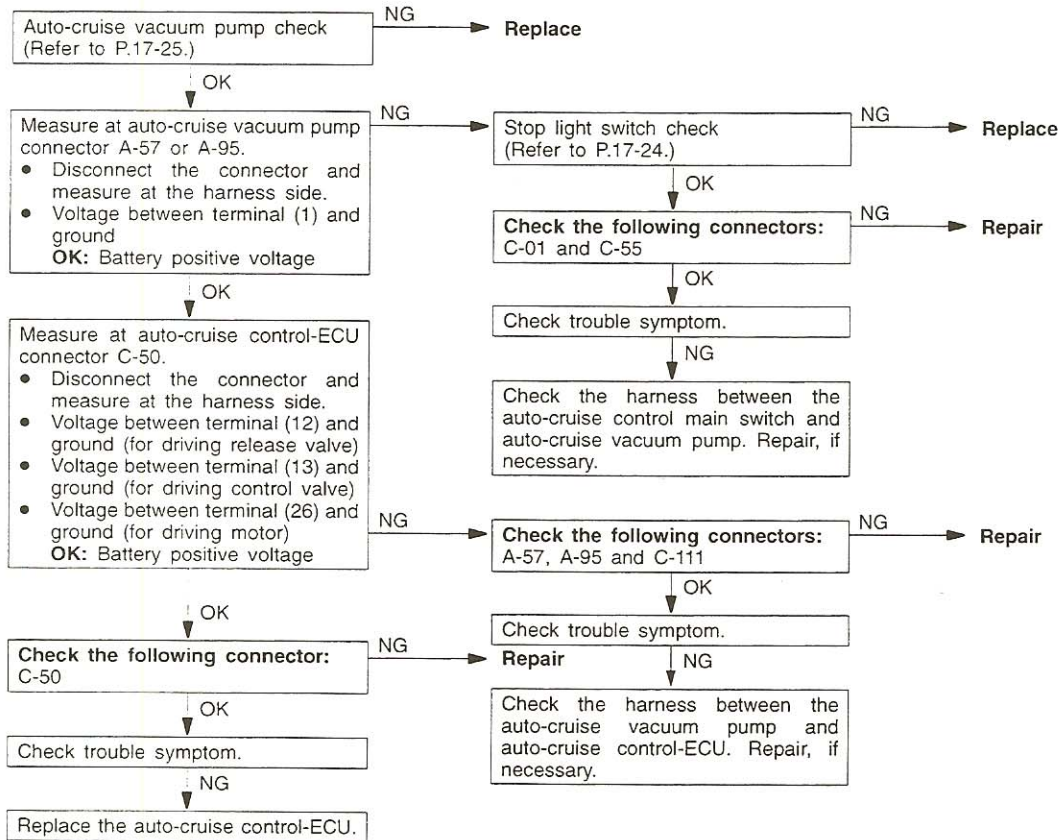 Auto-cruise vacuum pump check
(Refer to P.17-25.)
NG
Replace
OK
Measure at auto-cruise vacuum pump
connector A-57 or A-95.
● Disconnect the connector and
measure at the harness side.
● Voltage between terminal (1) and
ground
OK: Battery positive voltage
NG
Stop light switch check
(Refer to P.17-24.)
NG
Replace
OK
Check the following connectors:
C-01 and C-55
NG
Repair
OK
Check trouble symptom.
NG
Check the harness between the
auto-cruise control main switch and
auto-cruise vacuum pump. Repair, if
necessary.
OK
Measure at auto-cruise control-ECU
connector C-50.
● Disconnect the connector and
measure at the harness side.
● Voltage between terminal (12) and
ground (for driving release valve)
● Voltage between terminal (13) and
ground (for driving control valve)
● Voltage between terminal (26) and
ground (for driving motor)
OK: Battery positive voltage
NG
Check the following connectors:
A-57, A-95 and C-111
NG
Repair
OK
Check trouble symptom.
NG
Check the harness between the
auto-cruise vacuum pump and
auto-cruise control-ECU. Repair, if
necessary.
OK
Check the following connector:
C-50
NG
Repair
OK
Check trouble symptom.
NG
Replace the auto-cruise control-ECU.